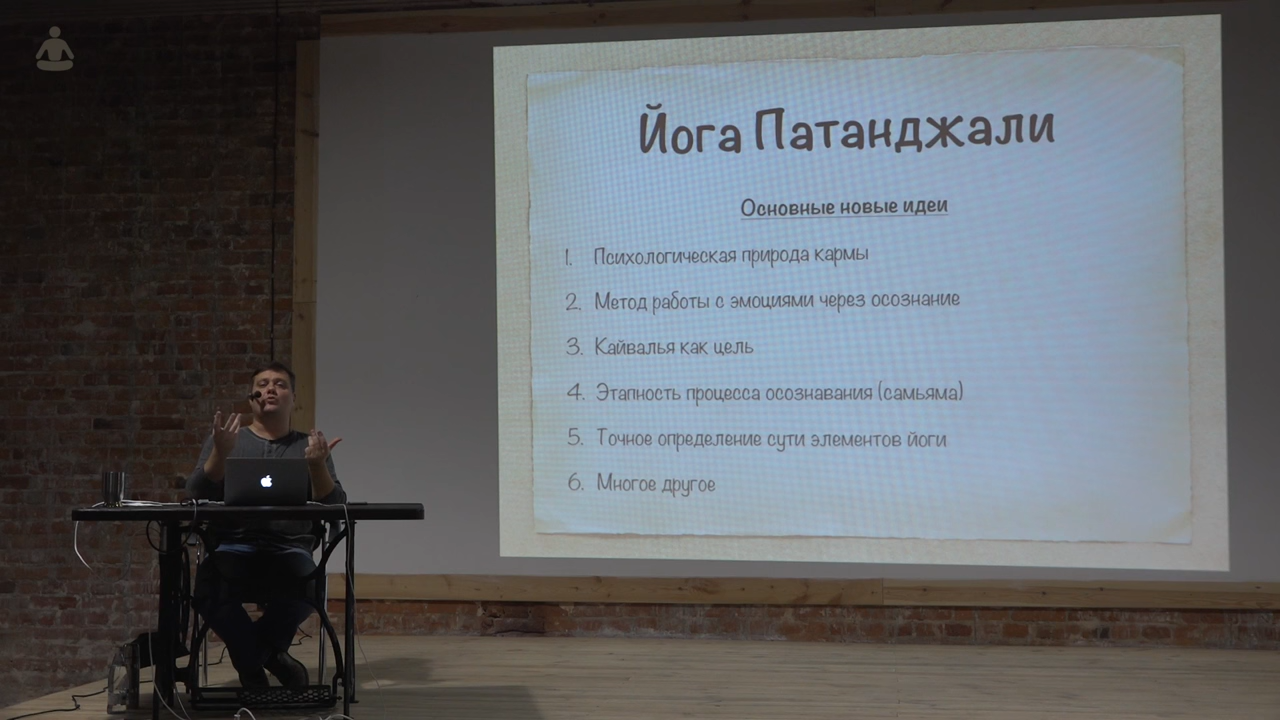 Йога Патанджали
Основные новые идеи
1. Психологическая природа кармы
2. Метод работы с эмоциями через осознание
3. Кайвалья как цель
4. Этапность процесса осознавания (самьяма)
5. Точное определение сути элементов йоги
6. Многое другое